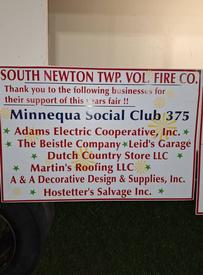 SOUTH NEWTON TWP. VOL. FIRE CO.
Thank you to the following businesses for
their support of this years fair !!
Minnequa Social Club 375
Adams Electric Cooperative, Inc.
The Beistle Company Leid's Garage
Dutch Country Store LLC
Martin's Roofing LLC
A & A Decorative Design & Supplies, Inc.
Hostetter's Salvage Inc.